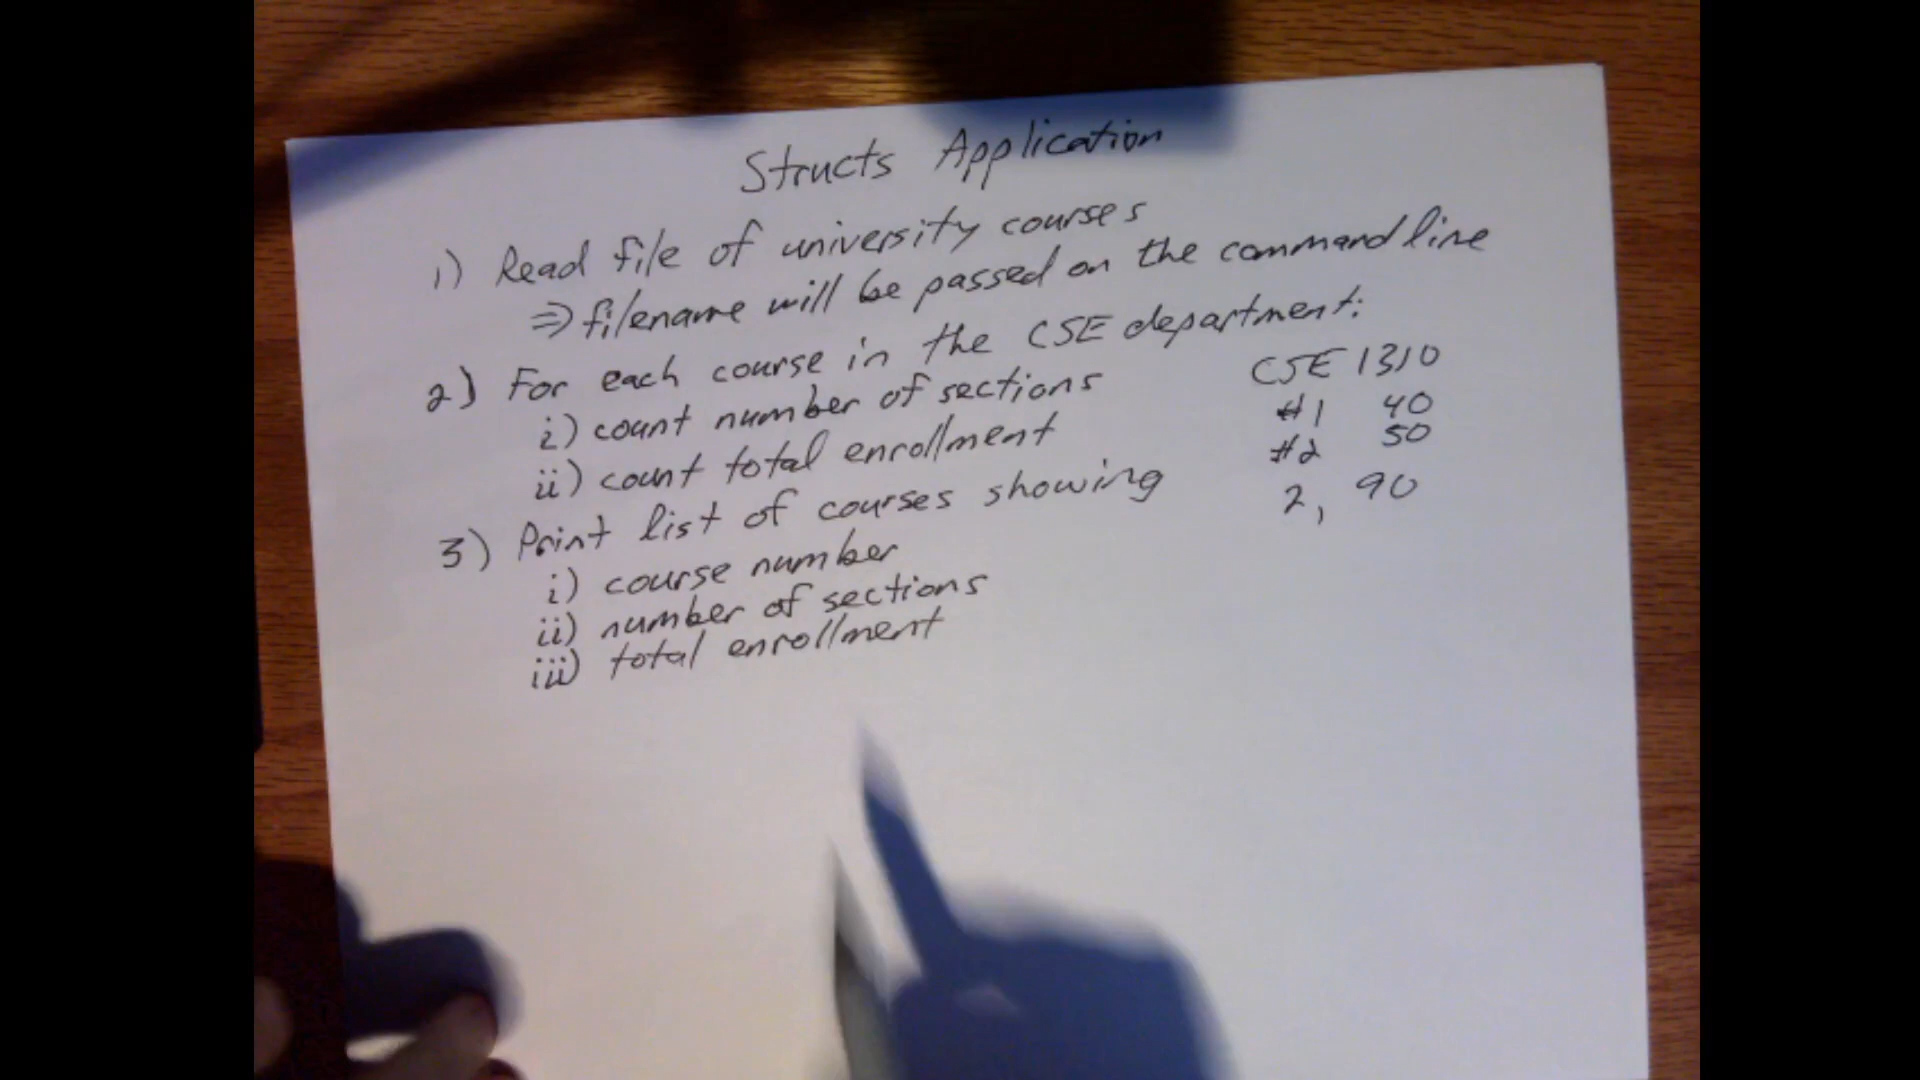 Structs Application
1) Read file of university courses
⇒ filename will be passed on the command line
2) For each course in the CSE department:
i) count number of sections
ii) count total enrollment
3) Print list of courses showing
i) course number
ii) number of sections
iii) total enrollment
CSE 1310
#1 40
#2 50
2, 90